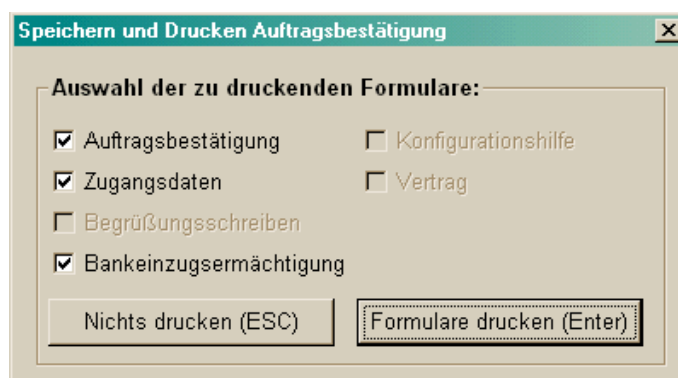 Speichern und Drucken Auftragsbestätigung
Auswahl der zu druckenden Formulare:
Auftragsbestätigung
Konfigurationshilfe
Zugangsdaten
Vertrag
Begrüßungsschreiben
Bankeinzugsermächtigung
Nichts drucken (ESC)
Formulare drucken (Enter)